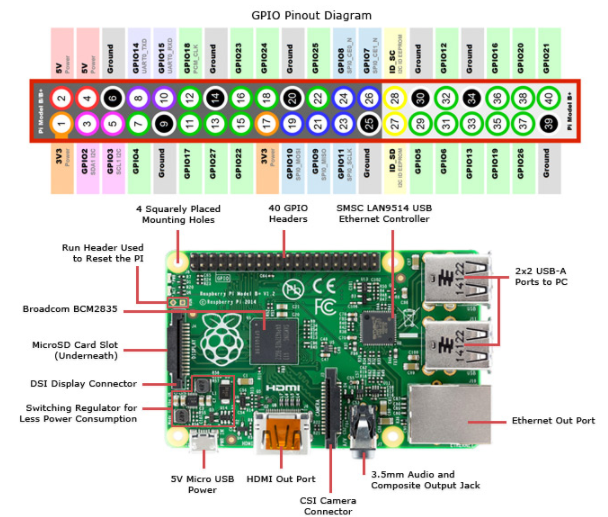 GPIO Pinout Diagram
5V Power
5V Power
Ground
GPIO14 UART0_TXD
GPIO15 UART0_RXD
GPIO18 PCM_CLK
Ground
GPIO23
GPIO24
Ground
GPIO25
GPIO8 SPI0_CE0_N
GPIO7 SPI0_CE1_N
ID_SC I2C ID EEPROM
Ground
GPIO12
Ground
GPIO16
GPIO20
GPIO21
Pi Model B/B+
2 4 6 8 10 12 14 16 18 20 22 24 26 28 30 32 34 36 38 40
1 3 5 7 9 11 13 15 17 19 21 23 25 27 29 31 33 35 37 39
Pi Model B+
3V3 Power
GPIO2 SDA1 I2C
GPIO3 SCL1 I2C
GPIO4
Ground
GPIO17
GPIO27
GPIO22
3V3 Power
GPIO10 SPI0_MOSI
GPIO9 SPI0_MISO
GPIO11 SPI0_SCLK
Ground
ID_SD I2C ID EEPROM
GPIO5
GPIO6
GPIO13
GPIO19
GPIO26
Ground
4 Squarely Placed
Mounting Holes
40 GPIO
Headers
SMSC LAN9514 USB
Ethernet Controller
Run Header Used
to Reset the PI
2x2 USB-A
Ports to PC
Broadcom BCM2835
MicroSD Card Slot
(Underneath)
DSI Display Connector
Switching Regulator for
Less Power Consumption
Ethernet Out Port
5V Micro USB
Power
HDMI Out Port
CSI Camera
Connector
3.5mm Audio and
Composite Output Jack
GPIO
Raspberry Pi Model B+ V1.2
© Raspberry Pi 2014
CE
FC
DISPLAY
HDMI
CAMERA
14122
14122